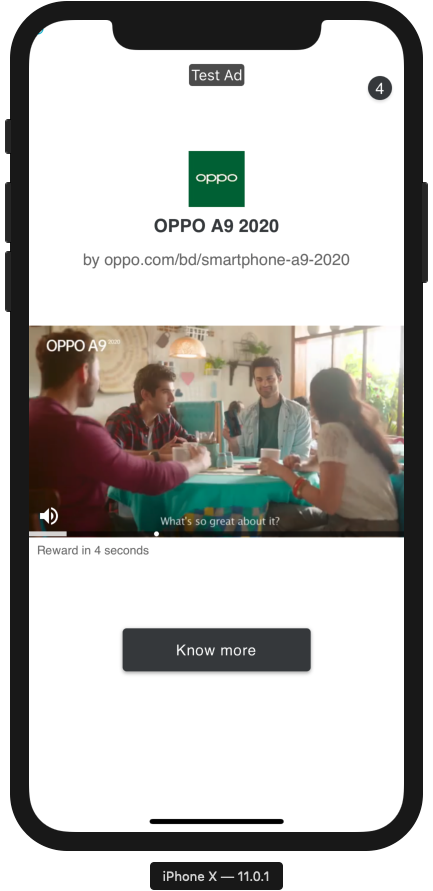 Test Ad
4
oppo
OPPO A9 2020
by oppo.com/bd/smartphone-a9-2020
OPPO A9 2020
What's so great about it?
Reward in 4 seconds
Know more
iPhone X — 11.0.1